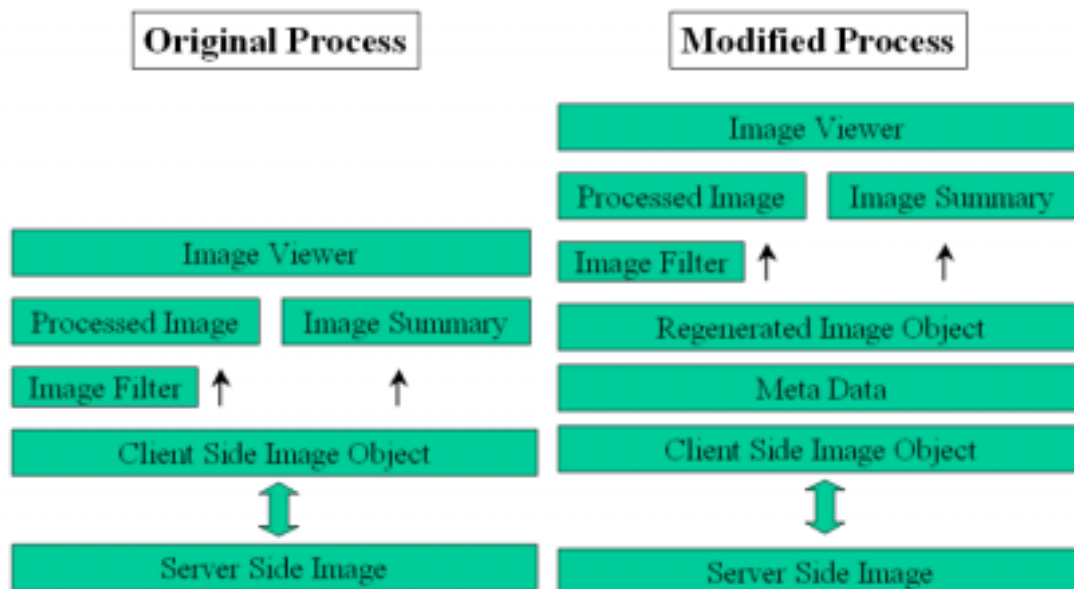 Original Process
Image Viewer
Processed Image
Image Summary
Image Filter
Client Side Image Object
Server Side Image
Modified Process
Image Viewer
Processed Image
Image Summary
Image Filter
Regenerated Image Object
Meta Data
Client Side Image Object
Server Side Image